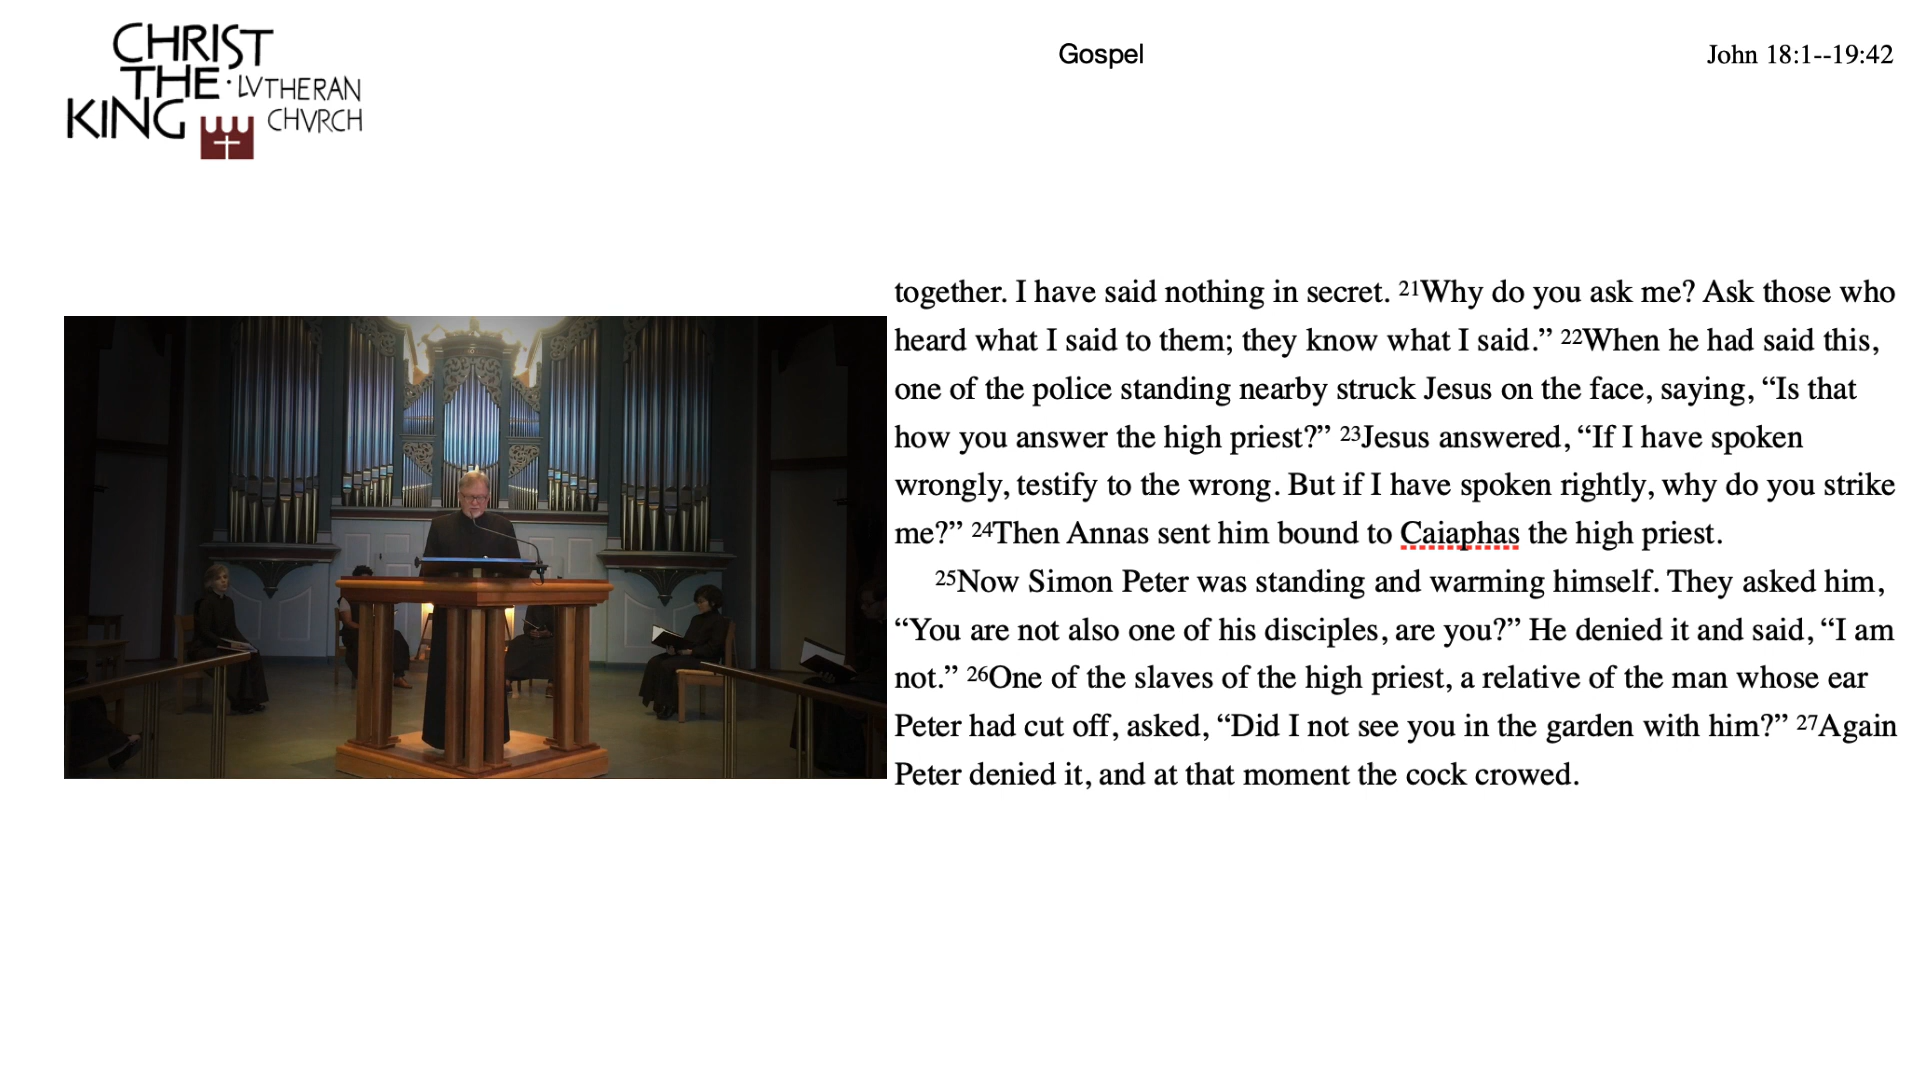 CHRIST
THE · LVTHERAN
KING CHVRCH
Gospel
John 18:1--19:42
together. I have said nothing in secret. 21Why do you ask me? Ask those who
heard what I said to them; they know what I said.” 22When he had said this,
one of the police standing nearby struck Jesus on the face, saying, “Is that
how you answer the high priest?” 23Jesus answered, “If I have spoken
wrongly, testify to the wrong. But if I have spoken rightly, why do you strike
me?” 24Then Annas sent him bound to Caiaphas the high priest.
25Now Simon Peter was standing and warming himself. They asked him,
“You are not also one of his disciples, are you?” He denied it and said, “I am
not.” 26One of the slaves of the high priest, a relative of the man whose ear
Peter had cut off, asked, “Did I not see you in the garden with him?” 27Again
Peter denied it, and at that moment the cock crowed.